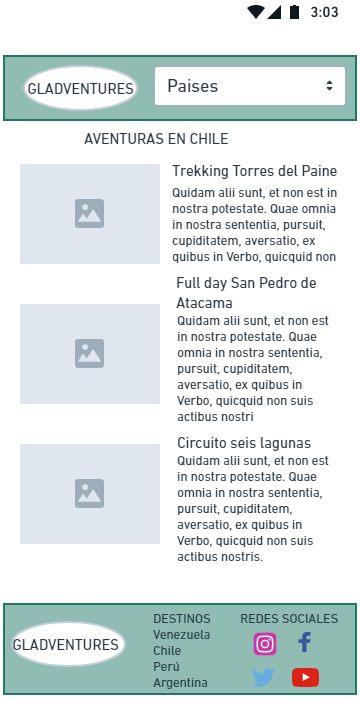 3:03
GLADVENTURES
Paises
AVENTURAS EN CHILE
Trekking Torres del Paine
Quidam alii sunt, et non est in
nostra potestate. Quae omnia
in nostra sententia, pursuit,
cupiditatem, aversatio, ex
quibus in Verbo, quicquid non
Full day San Pedro de
Atacama
Quidam alii sunt, et non est
in nostra potestate. Quae
omnia in nostra sententia,
pursuit, cupiditatem,
aversatio, ex quibus in
Verbo, quicquid non suis
actibus nostri
Circuito seis lagunas
Quidam alii sunt, et non est
in nostra potestate. Quae
omnia in nostra sententia,
pursuit, cupiditatem,
aversatio, ex quibus in
Verbo, quicquid non suis
actibus nostris.
GLADVENTURES
DESTINOS
Venezuela
Chile
Perú
Argentina
REDES SOCIALES